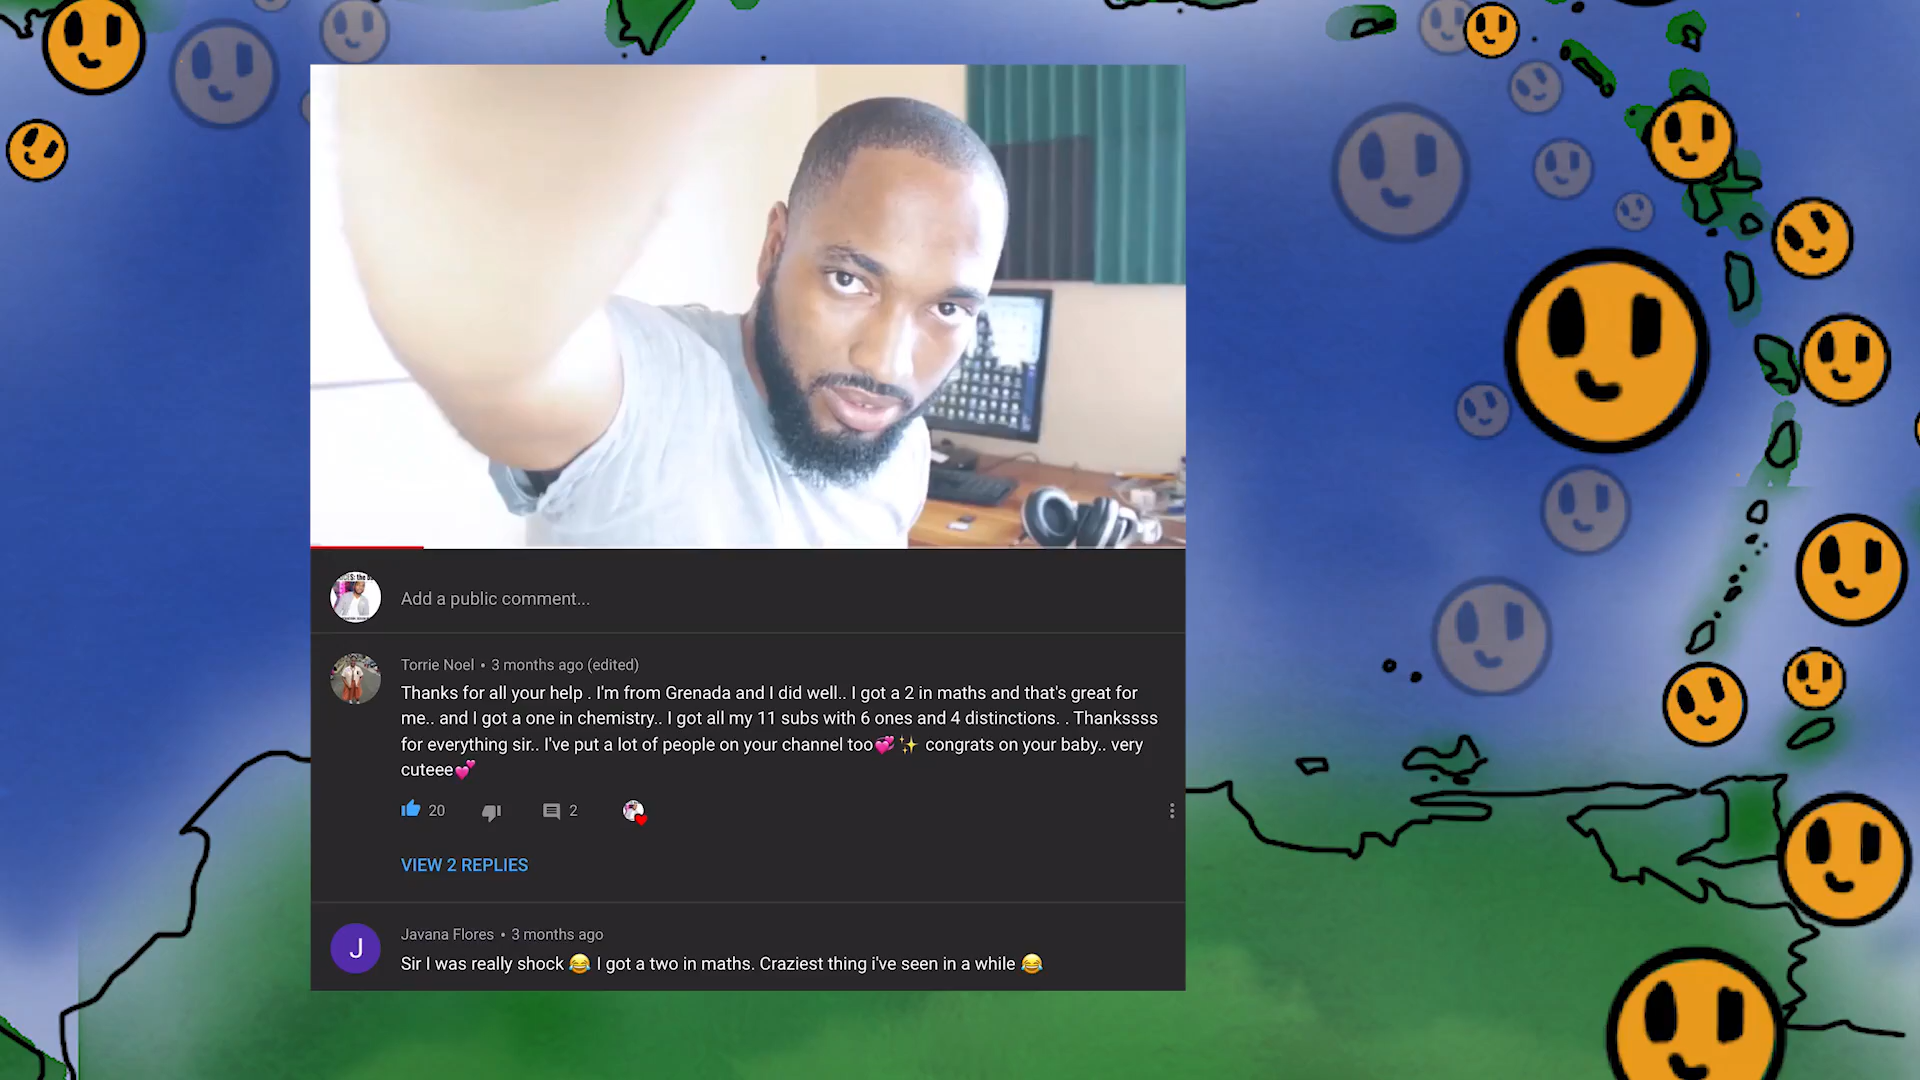 Add a public comment...
Torrie Noel • 3 months ago (edited)
Thanks for all your help . I'm from Grenada and I did well.. I got a 2 in maths and that's great for
me.. and I got a one in chemistry.. I got all my 11 subs with 6 ones and 4 distinctions. . Thankssss
for everything sir.. I've put a lot of people on your channel too💞✨ congrats on your baby.. very
cuteee💕
20
2
VIEW 2 REPLIES
J
Javana Flores • 3 months ago
Sir I was really shock 😂 I got a two in maths. Craziest thing i've seen in a while 😂